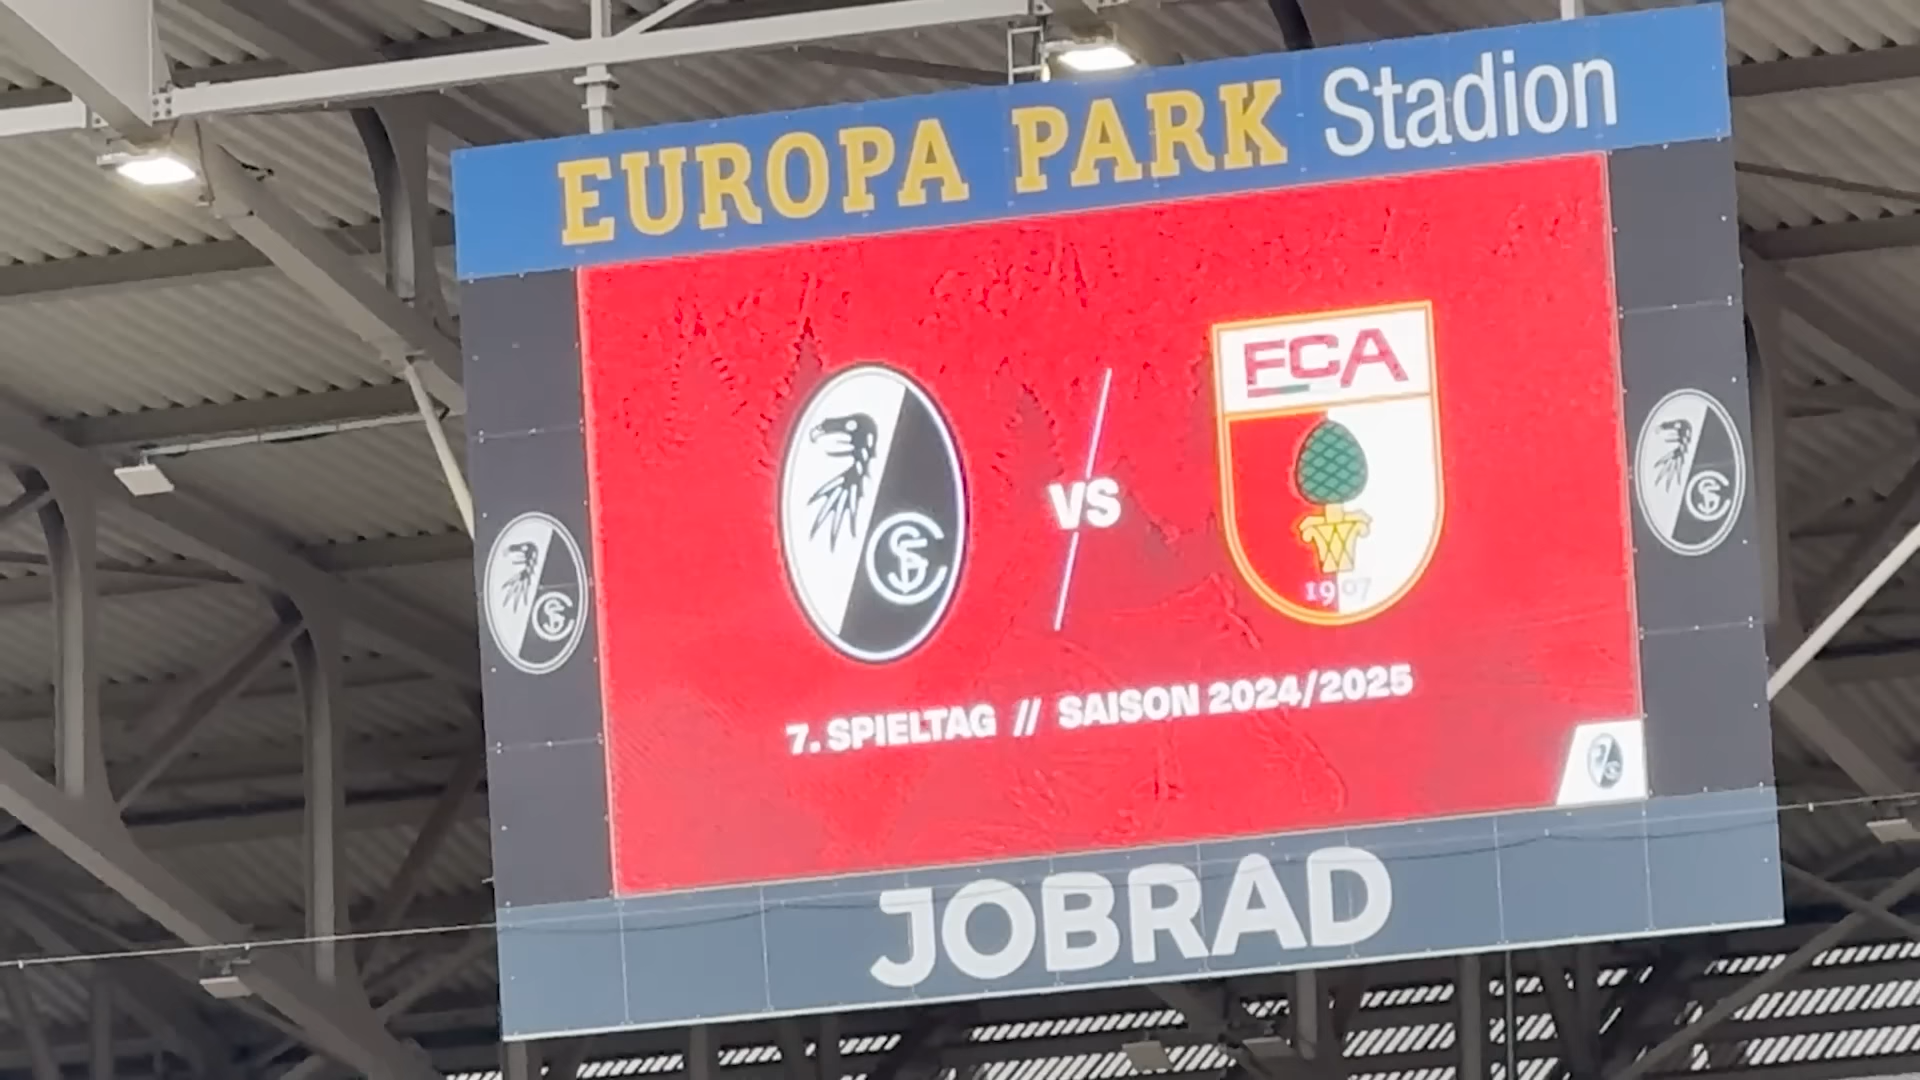 EUROPA PARK Stadion
FCA
VS
1907
7. SPIELTAG // SAISON 2024/2025
JOBRAD